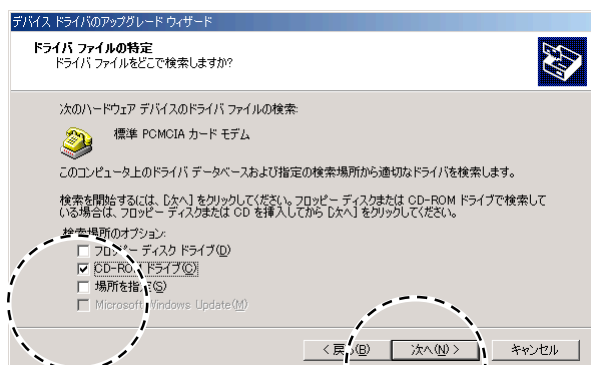 デバイス ドライバのアップグレード ウィザード
ドライバ ファイルの特定
ドライバ ファイルをどこで検索しますか?
次のハードウェア デバイスのドライバ ファイルの検索:
標準 PCMCIA カード モデム
このコンピュータ上のドライバ データベースおよび指定の検索場所から適切なドライバを検索します。
検索を開始するには、[次へ] をクリックしてください。フロッピー ディスクまたは CD-ROM ドライブで検索して
いる場合は、フロッピー ディスクまたは CD を挿入してから [次へ] をクリックしてください。
検索場所のオプション:
フロッピー ディスク ドライブ(D)
CD-ROM ドライブ(C)
場所を指定(S)
Microsoft Windows Update(M)
< 戻る(B)
次へ(N) >
キャンセル